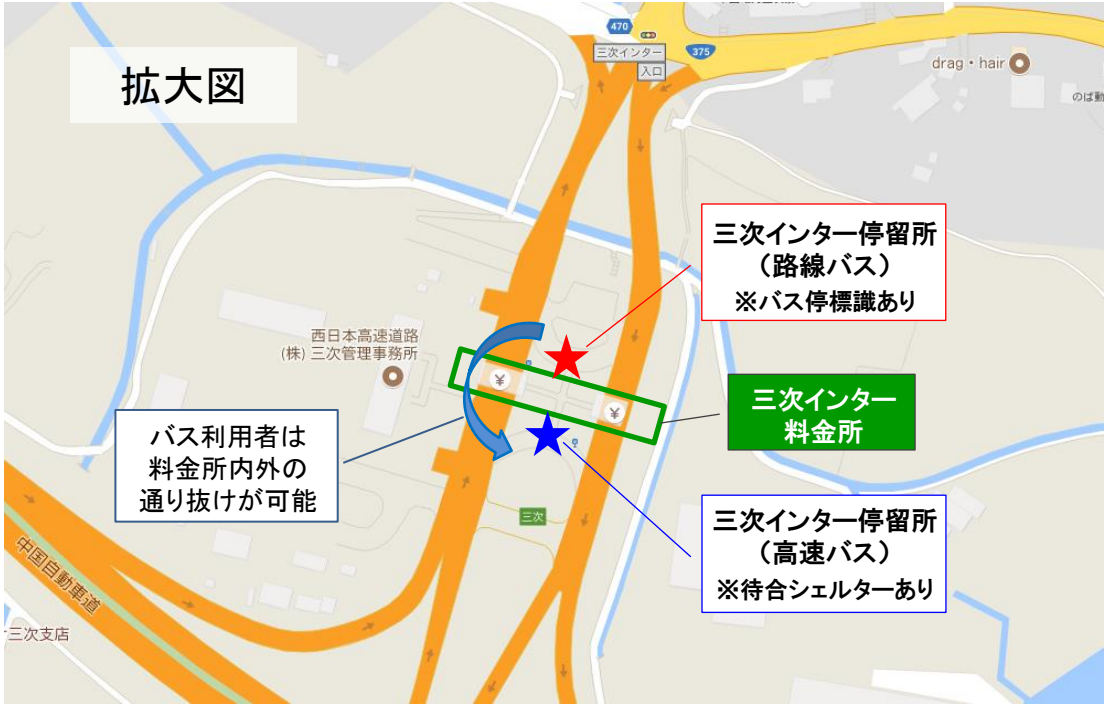 拡大図
470
三次インター
入口
375
drag・hair
のば動
三次インター停留所
（路線バス）
※バス停標識あり
西日本高速道路
(株) 三次管理事務所
¥
¥
三次インター
料金所
バス利用者は
料金所内外の
通り抜けが可能
三次
三次インター停留所
（高速バス）
※待合シェルターあり
中国自動車道
三次支店